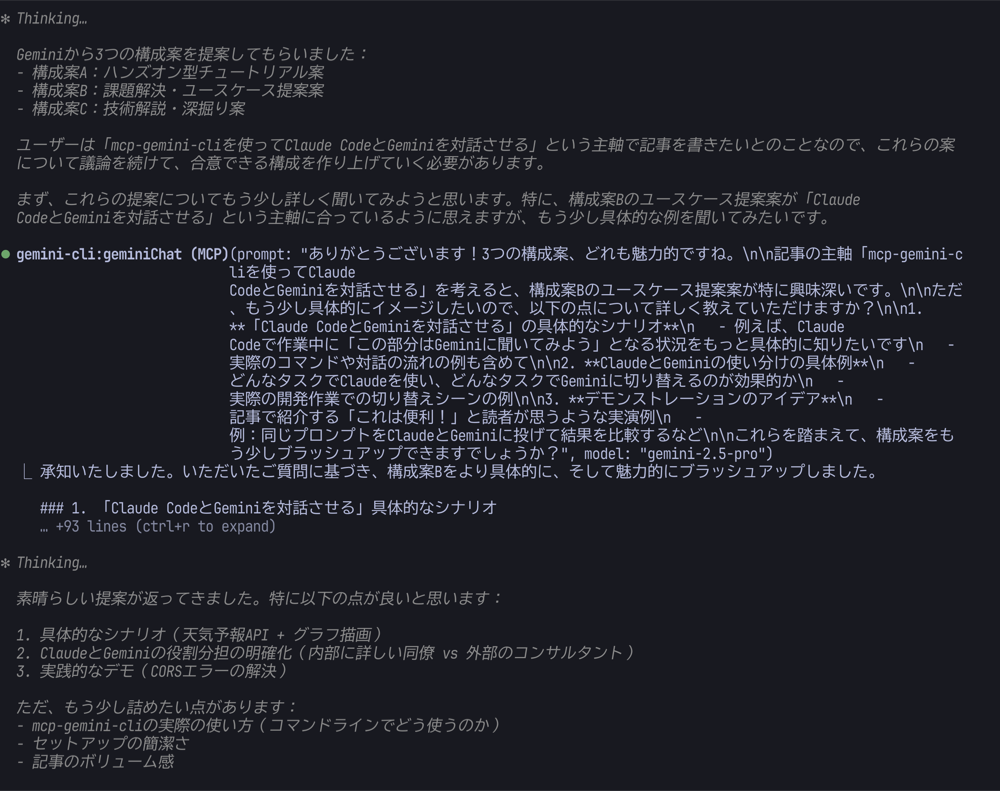 ✻ Thinking…
Geminiから3つの構成案を提案してもらいました：
- 構成案A：ハンズオン型チュートリアル案
- 構成案B：課題解決・ユースケース提案案
- 構成案C：技術解説・深掘り案
ユーザーは「mcp-gemini-cliを使ってClaude CodeとGeminiを対話させる」という主軸で記事を書きたいとのことなので、これらの案
について議論を続けて、合意できる構成を作り上げていく必要があります。
まず、これらの提案についてもう少し詳しく聞いてみようと思います。特に、構成案Bのユースケース提案案が「Claude
CodeとGeminiを対話させる」という主軸に合っているように思えますが、もう少し具体的な例を聞いてみたいです。
● gemini-cli:geminiChat (MCP)(prompt: "ありがとうございます！3つの構成案、どれも魅力的ですね。\n\n記事の主軸「mcp-gemini-c
liを使ってClaude
CodeとGeminiを対話させる」を考えると、構成案Bのユースケース提案案が特に興味深いです。\n\nただ
、もう少し具体的にイメージしたいので、以下の点について詳しく教えていただけますか？\n\n1.
**「Claude CodeとGeminiを対話させる」の具体的なシナリオ**\n   - 例えば、Claude
Codeで作業中に「この部分はGeminiに聞いてみよう」となる状況をもっと具体的に知りたいです\n   -
実際のコマンドや対話の流れの例も含めて\n\n2. **ClaudeとGeminiの使い分けの具体例**\n   -
どんなタスクでClaudeを使い、どんなタスクでGeminiに切り替えるのが効果的か\n   -
実際の開発作業での切り替えシーンの例\n\n3. **デモンストレーションのアイデア**\n   -
記事で紹介する「これは便利！」と読者が思うような実演例\n   -
例：同じプロンプトをClaudeとGeminiに投げて結果を比較するなど\n\nこれらを踏まえて、構成案をも
う少しブラッシュアップできますでしょうか？", model: "gemini-2.5-pro")
⎿ 承知いたしました。いただいたご質問に基づき、構成案Bをより具体的に、そして魅力的にブラッシュアップしました。
### 1. 「Claude CodeとGeminiを対話させる」具体的なシナリオ
… +93 lines (ctrl+r to expand)
✻ Thinking…
素晴らしい提案が返ってきました。特に以下の点が良いと思います：
1. 具体的なシナリオ（天気予報API + グラフ描画）
2. ClaudeとGeminiの役割分担の明確化（内部に詳しい同僚 vs 外部のコンサルタント）
3. 実践的なデモ（CORSエラーの解決）
ただ、もう少し詰めたい点があります：
- mcp-gemini-cliの実際の使い方（コマンドラインでどう使うのか）
- セットアップの簡潔さ
- 記事のボリューム感